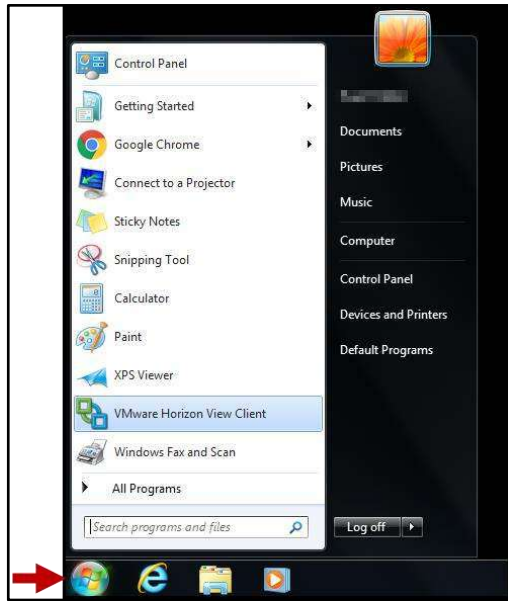 Control Panel
Getting Started
Google Chrome
Connect to a Projector
Sticky Notes
Snipping Tool
Calculator
Paint
XPS Viewer
VMware Horizon View Client
Windows Fax and Scan
All Programs
Search programs and files
Documents
Pictures
Music
Computer
Control Panel
Devices and Printers
Default Programs
Log off